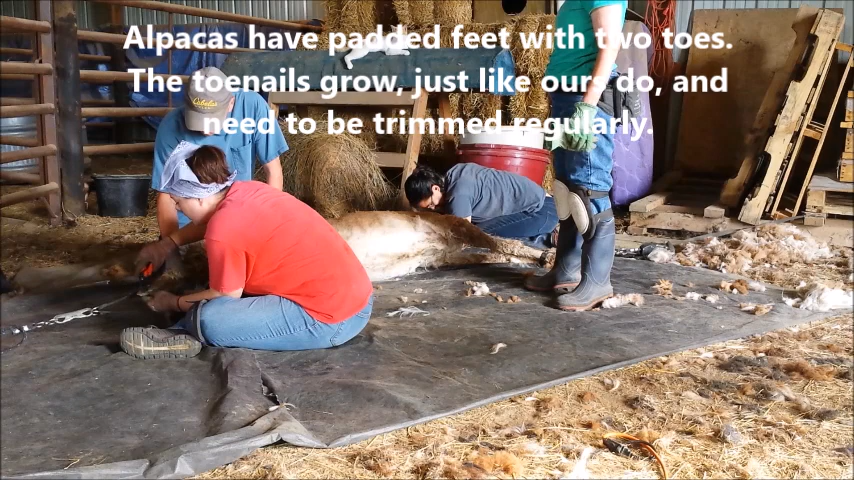 Alpacas have padded feet with two toes.
The toenails grow, just like ours do, and
need to be trimmed regularly.
Cabela's